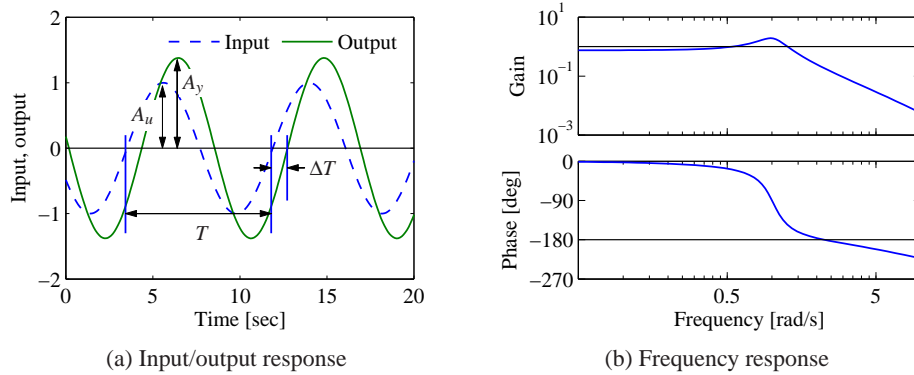 2
1
0
−1
−2
Input, output
Input
Output
A_u
A_y
ΔT
T
0
5
10
15
20
Time [sec]
(a) Input/output response
10^1
10^{-1}
10^{-3}
Gain
0
−90
−180
−270
Phase [deg]
0.5
5
Frequency [rad/s]
(b) Frequency response